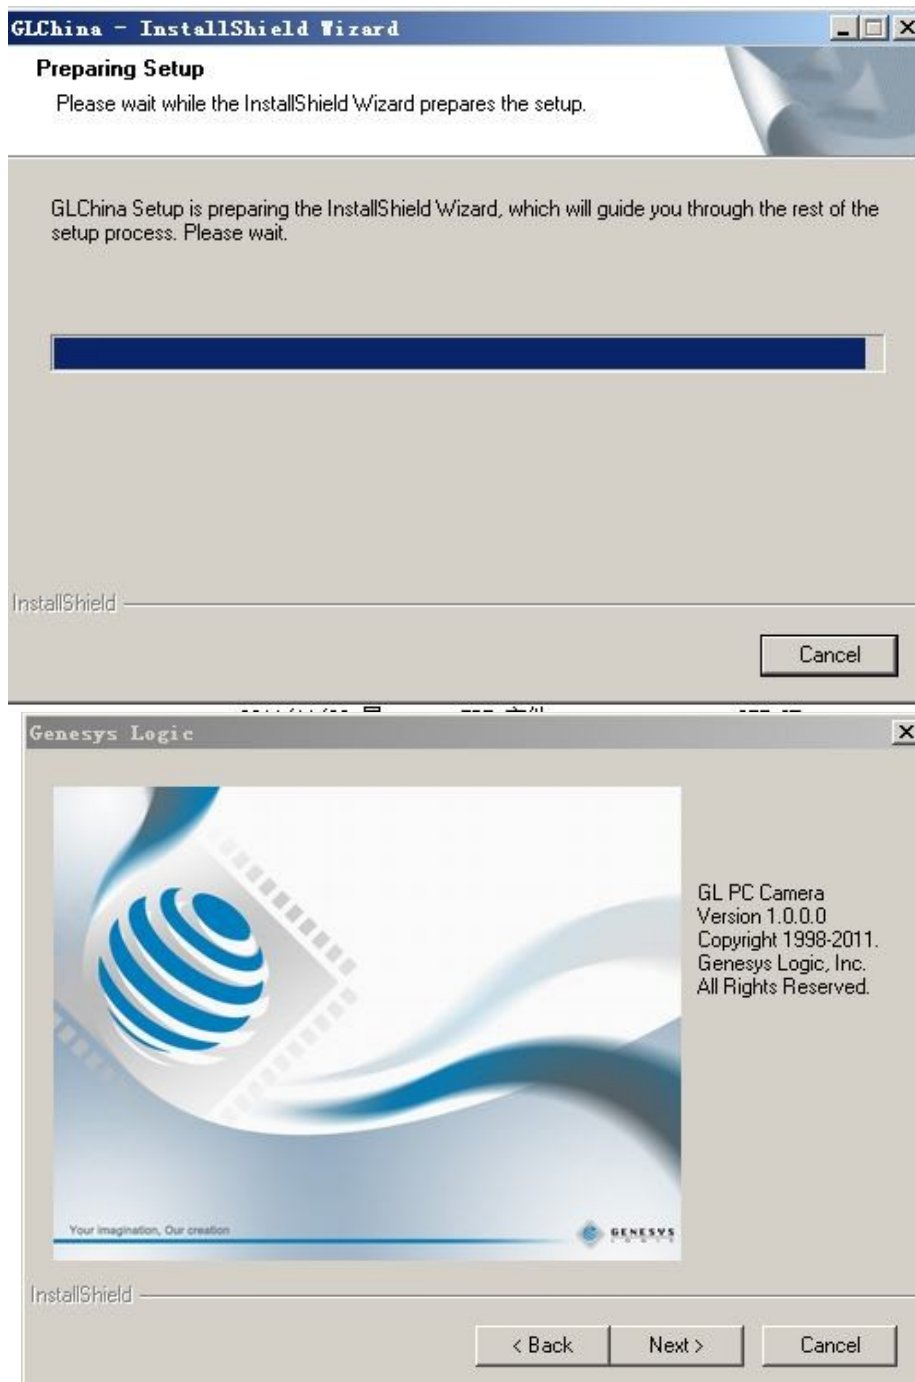 GLChina - InstallShield Wizard
Preparing Setup
Please wait while the InstallShield Wizard prepares the setup.
GLChina Setup is preparing the InstallShield Wizard, which will guide you through the rest of the
setup process. Please wait.
InstallShield
Cancel
Genesys Logic
GL PC Camera
Version 1.0.0.0
Copyright 1998-2011.
Genesys Logic, Inc.
All Rights Reserved.
Your imagination, Our creation
GENESYS
LOGIC
InstallShield
< Back
Next >
Cancel